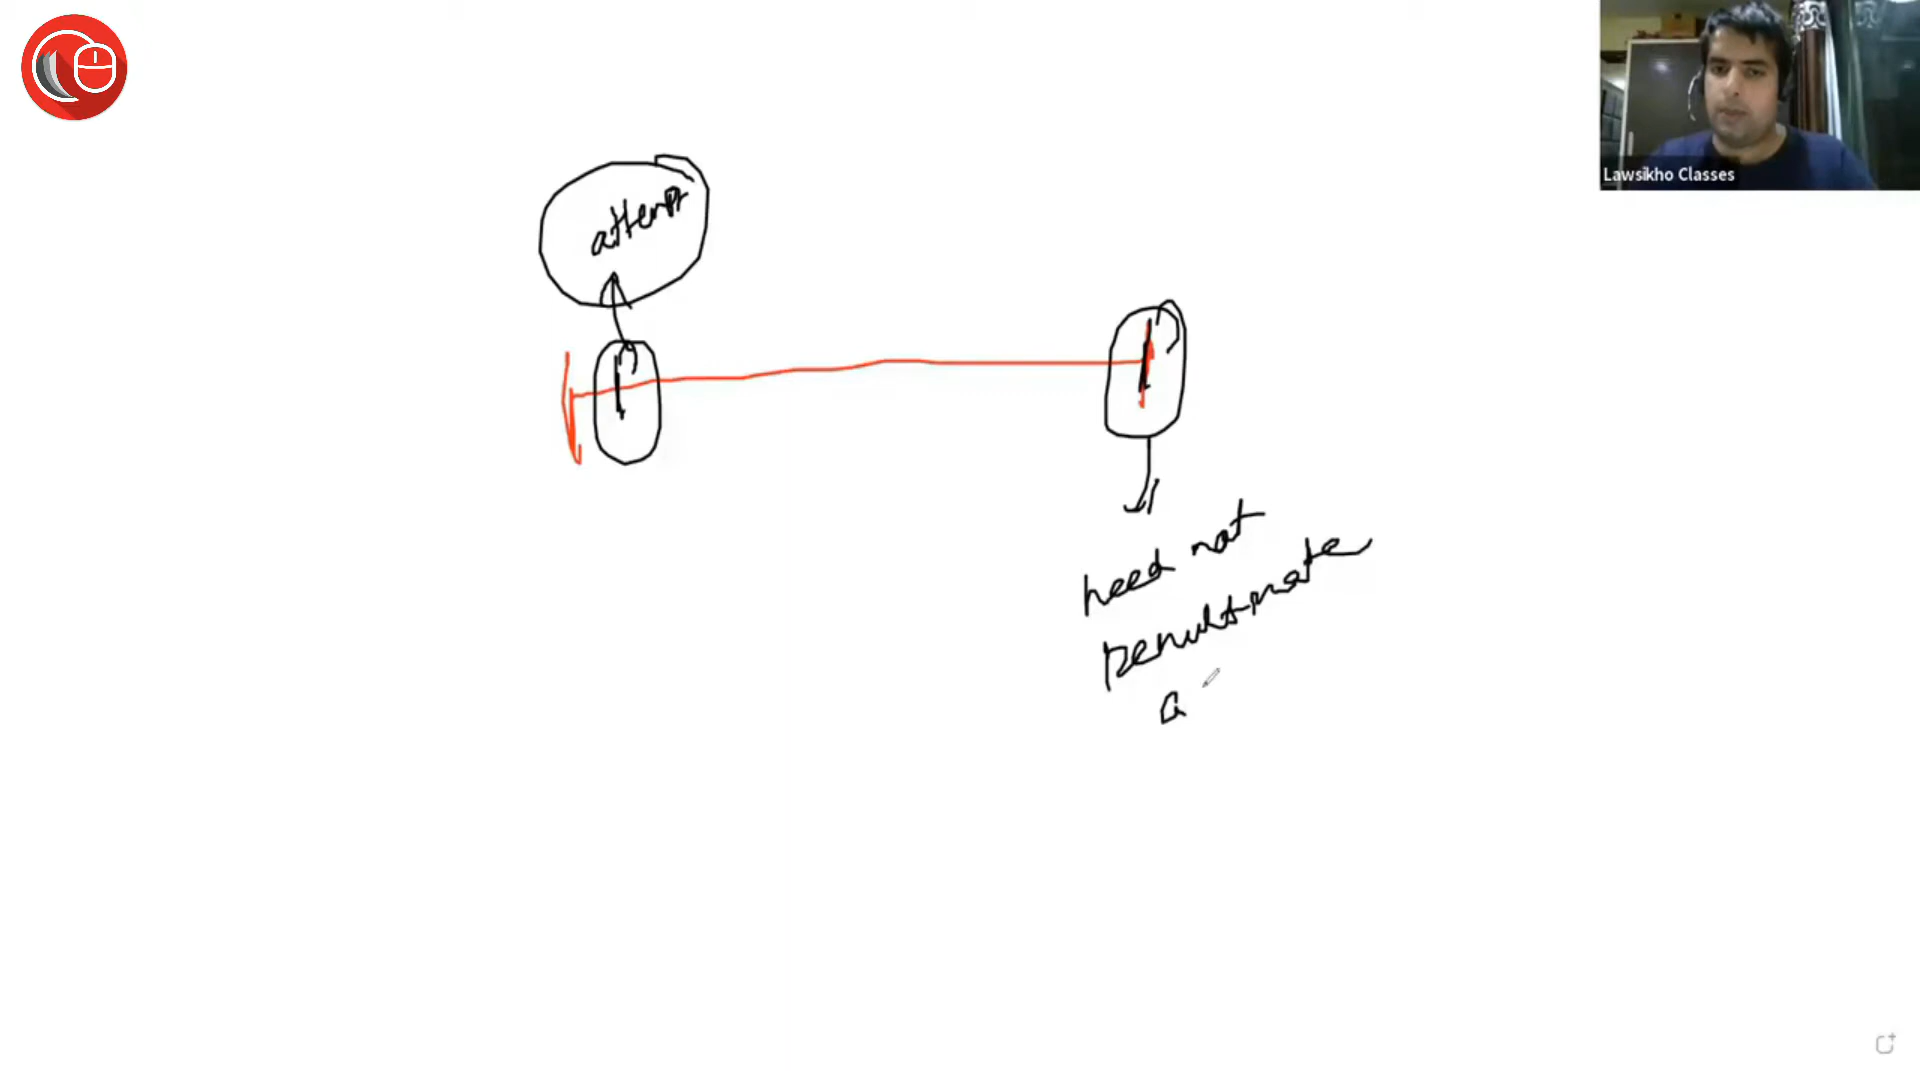 Lawsikho Classes
attempt
need not
penultimate
a